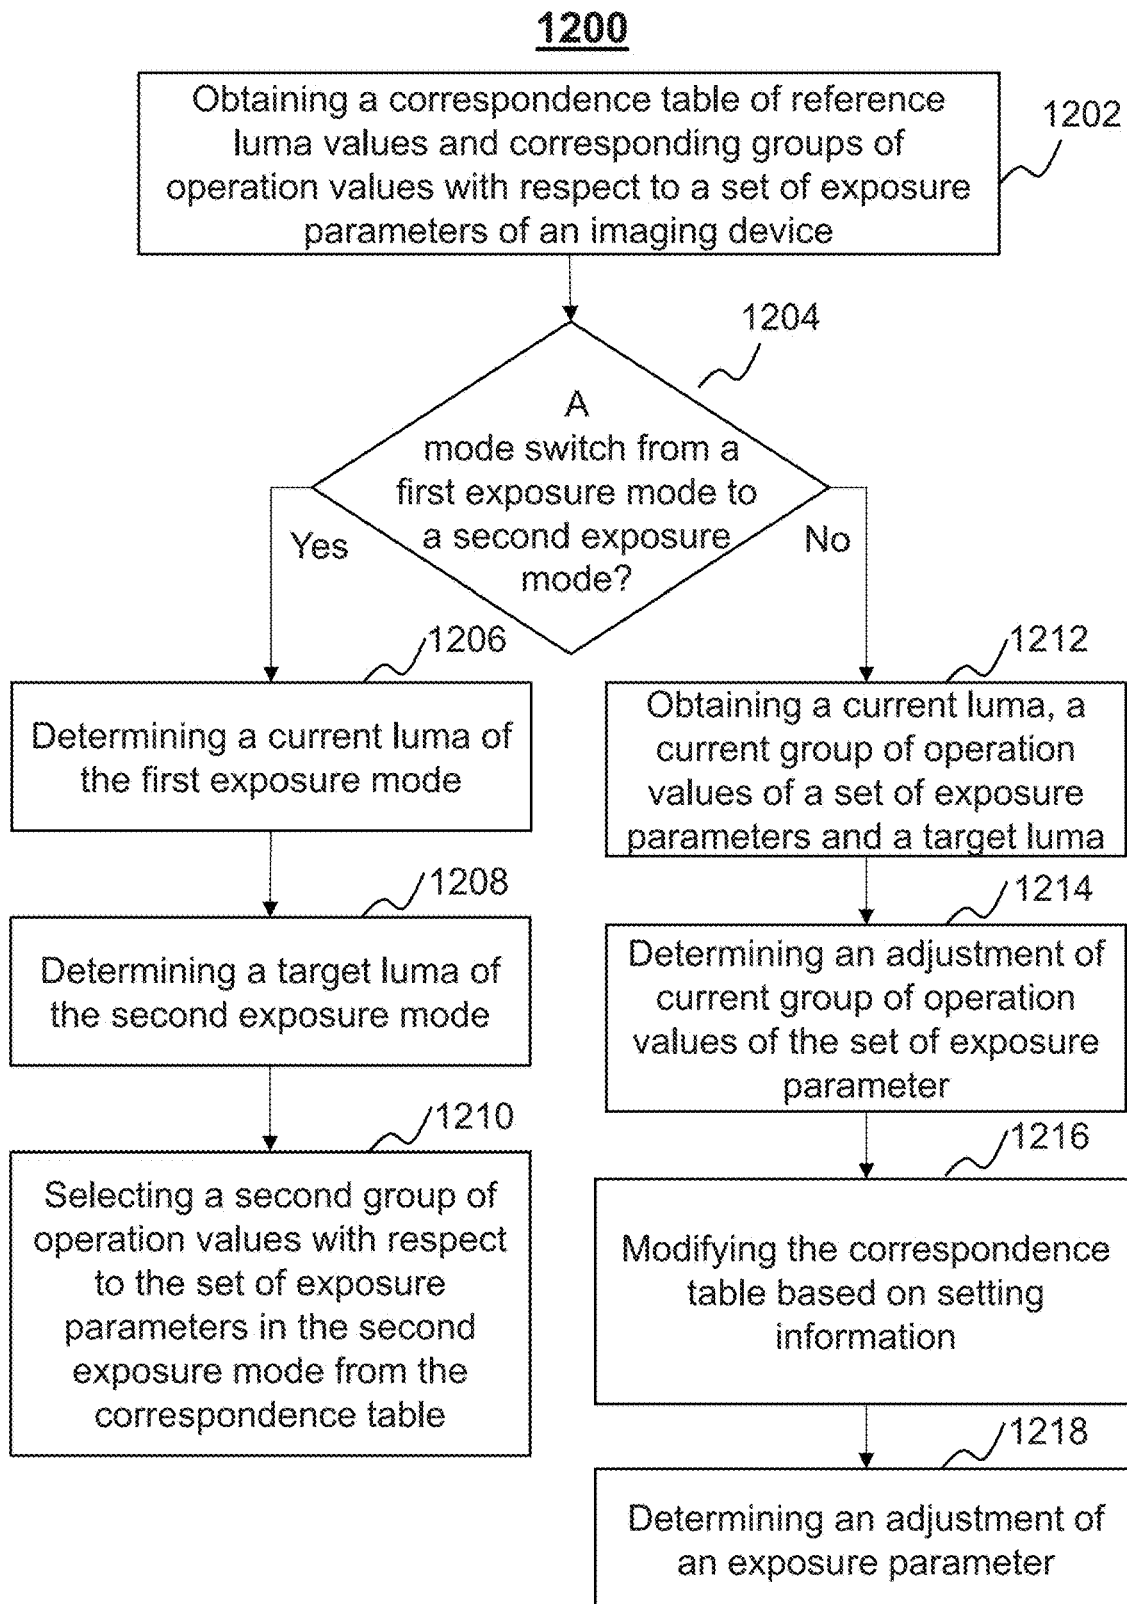 1200
Obtaining a correspondence table of reference
luma values and corresponding groups of
operation values with respect to a set of exposure
parameters of an imaging device
1202
1204
A
mode switch from a
first exposure mode to
a second exposure
mode?
Yes
No
1206
Determining a current luma of
the first exposure mode
1208
Determining a target luma of
the second exposure mode
1210
Selecting a second group of
operation values with respect
to the set of exposure
parameters in the second
exposure mode from the
correspondence table
1212
Obtaining a current luma, a
current group of operation
values of a set of exposure
parameters and a target luma
1214
Determining an adjustment of
current group of operation
values of the set of exposure
parameter
1216
Modifying the correspondence
table based on setting
information
1218
Determining an adjustment of
an exposure parameter